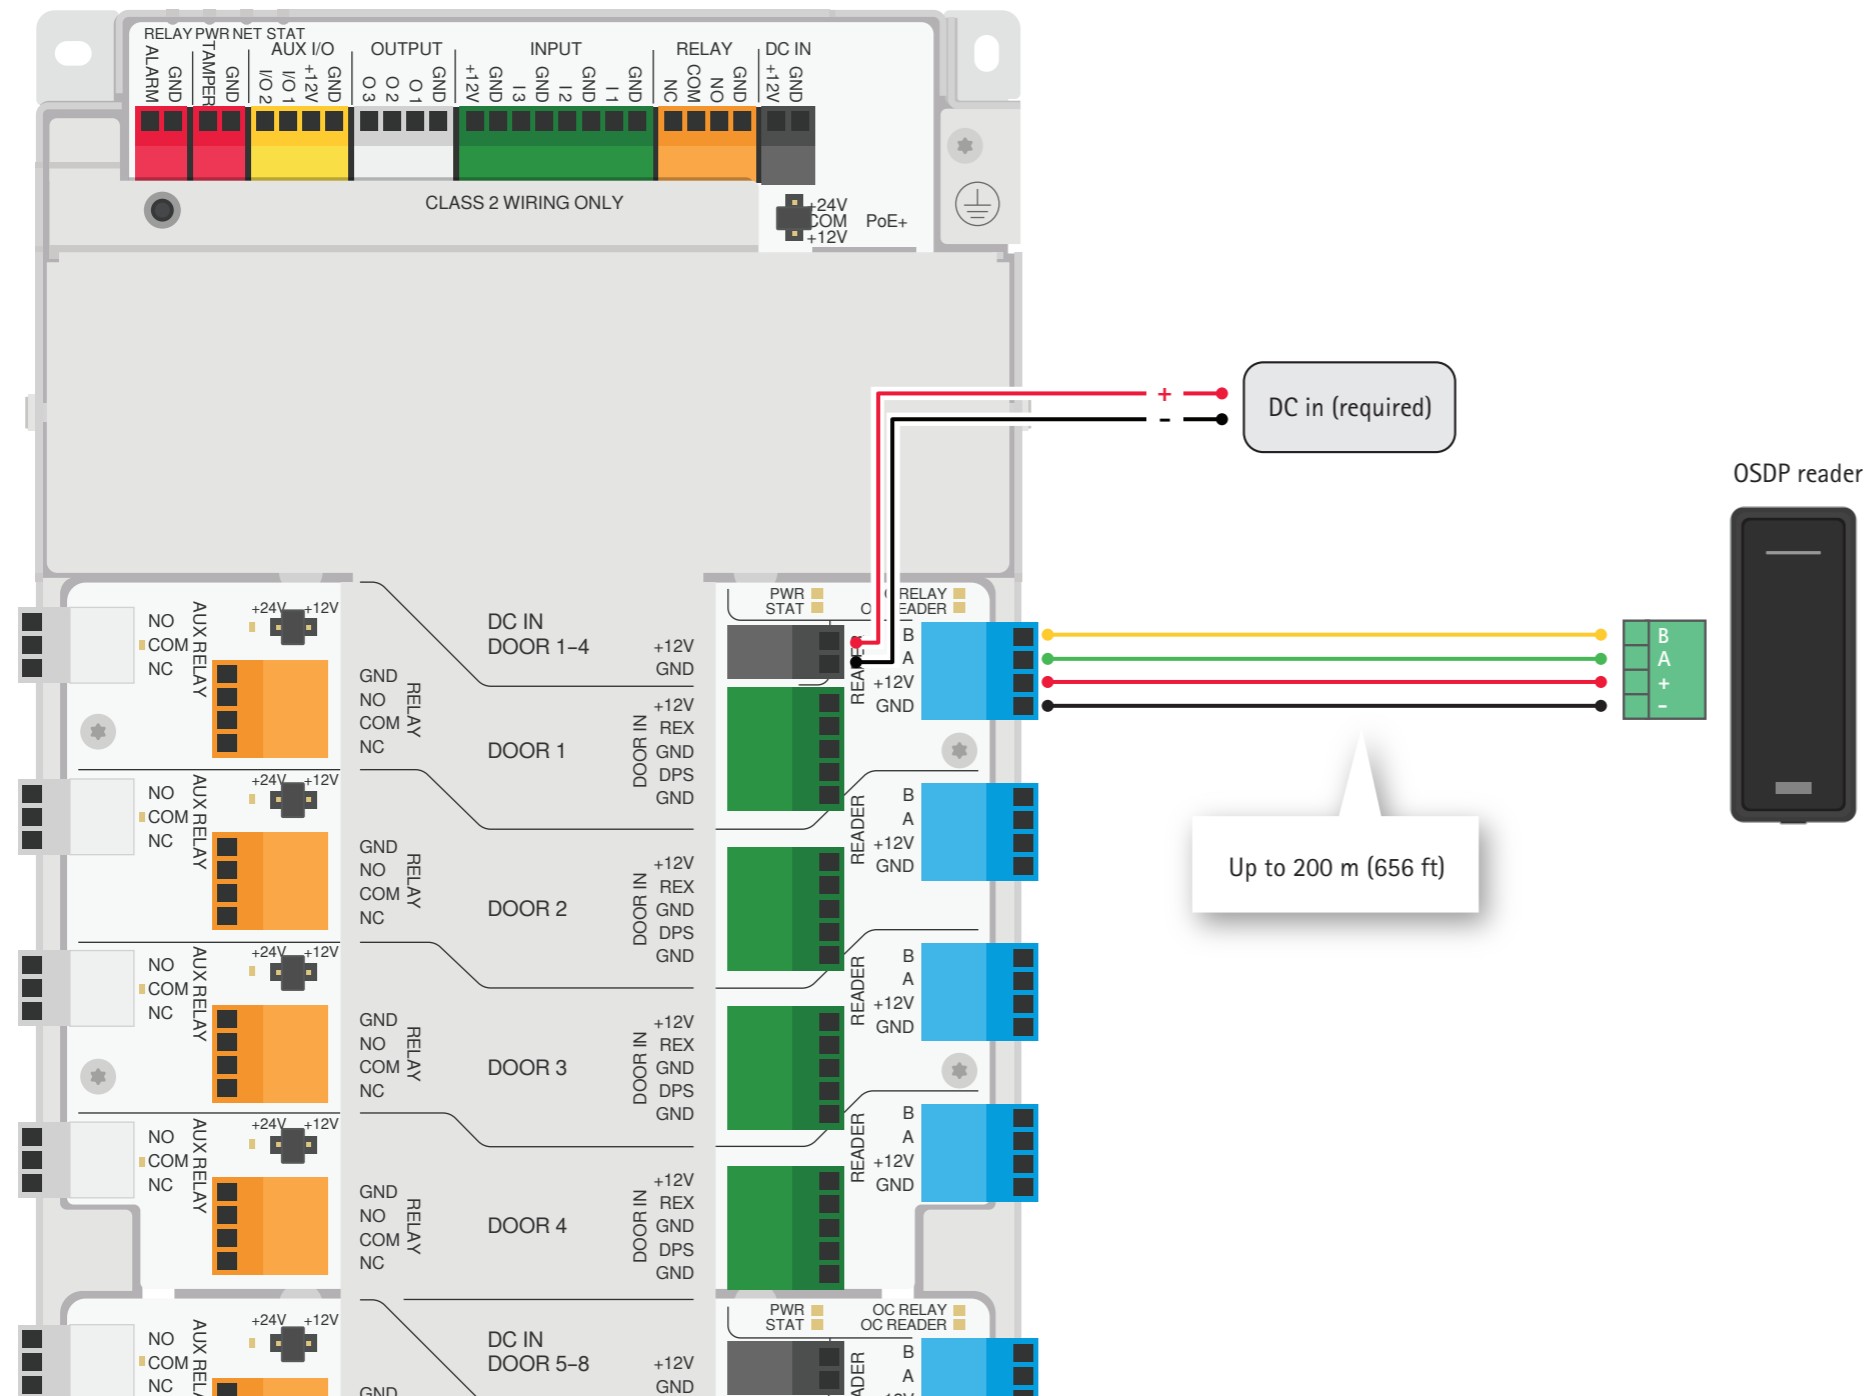 RELAY PWR NET STAT
AUX I/O OUTPUT INPUT RELAY DC IN
ALARM GND TAMPER GND I/O 2 I/O 1 +12V GND O 3 O 2 O 1 GND +12V GND I 3 GND I 2 GND I 1 GND NC COM NO GND +12V GND
CLASS 2 WIRING ONLY
+24V
COM PoE+
+12V
+ DC in (required)
-
OSDP reader
NO
COM
NC
AUX RELAY
+24V +12V
GND
NO
COM
NC
RELAY
DC IN
DOOR 1–4
+12V
GND
PWR RELAY
STAT
READER
B
A
+12V
GND
B
A
+
-
Up to 200 m (656 ft)
DOOR 1
DOOR IN
+12V
REX
GND
DPS
GND
NO
COM
NC
AUX RELAY
+24V +12V
GND
NO
COM
NC
RELAY
DOOR 2
DOOR IN
+12V
REX
GND
DPS
GND
READER
B
A
+12V
GND
NO
COM
NC
AUX RELAY
+24V +12V
GND
NO
COM
NC
RELAY
DOOR 3
DOOR IN
+12V
REX
GND
DPS
GND
READER
B
A
+12V
GND
NO
COM
NC
AUX RELAY
+24V +12V
GND
NO
COM
NC
RELAY
DOOR 4
DOOR IN
+12V
REX
GND
DPS
GND
READER
B
A
+12V
GND
NO
COM
NC
+24V +12V
GND
DC IN
DOOR 5–8
+12V
GND
PWR OC RELAY
STAT OC READER
B
A